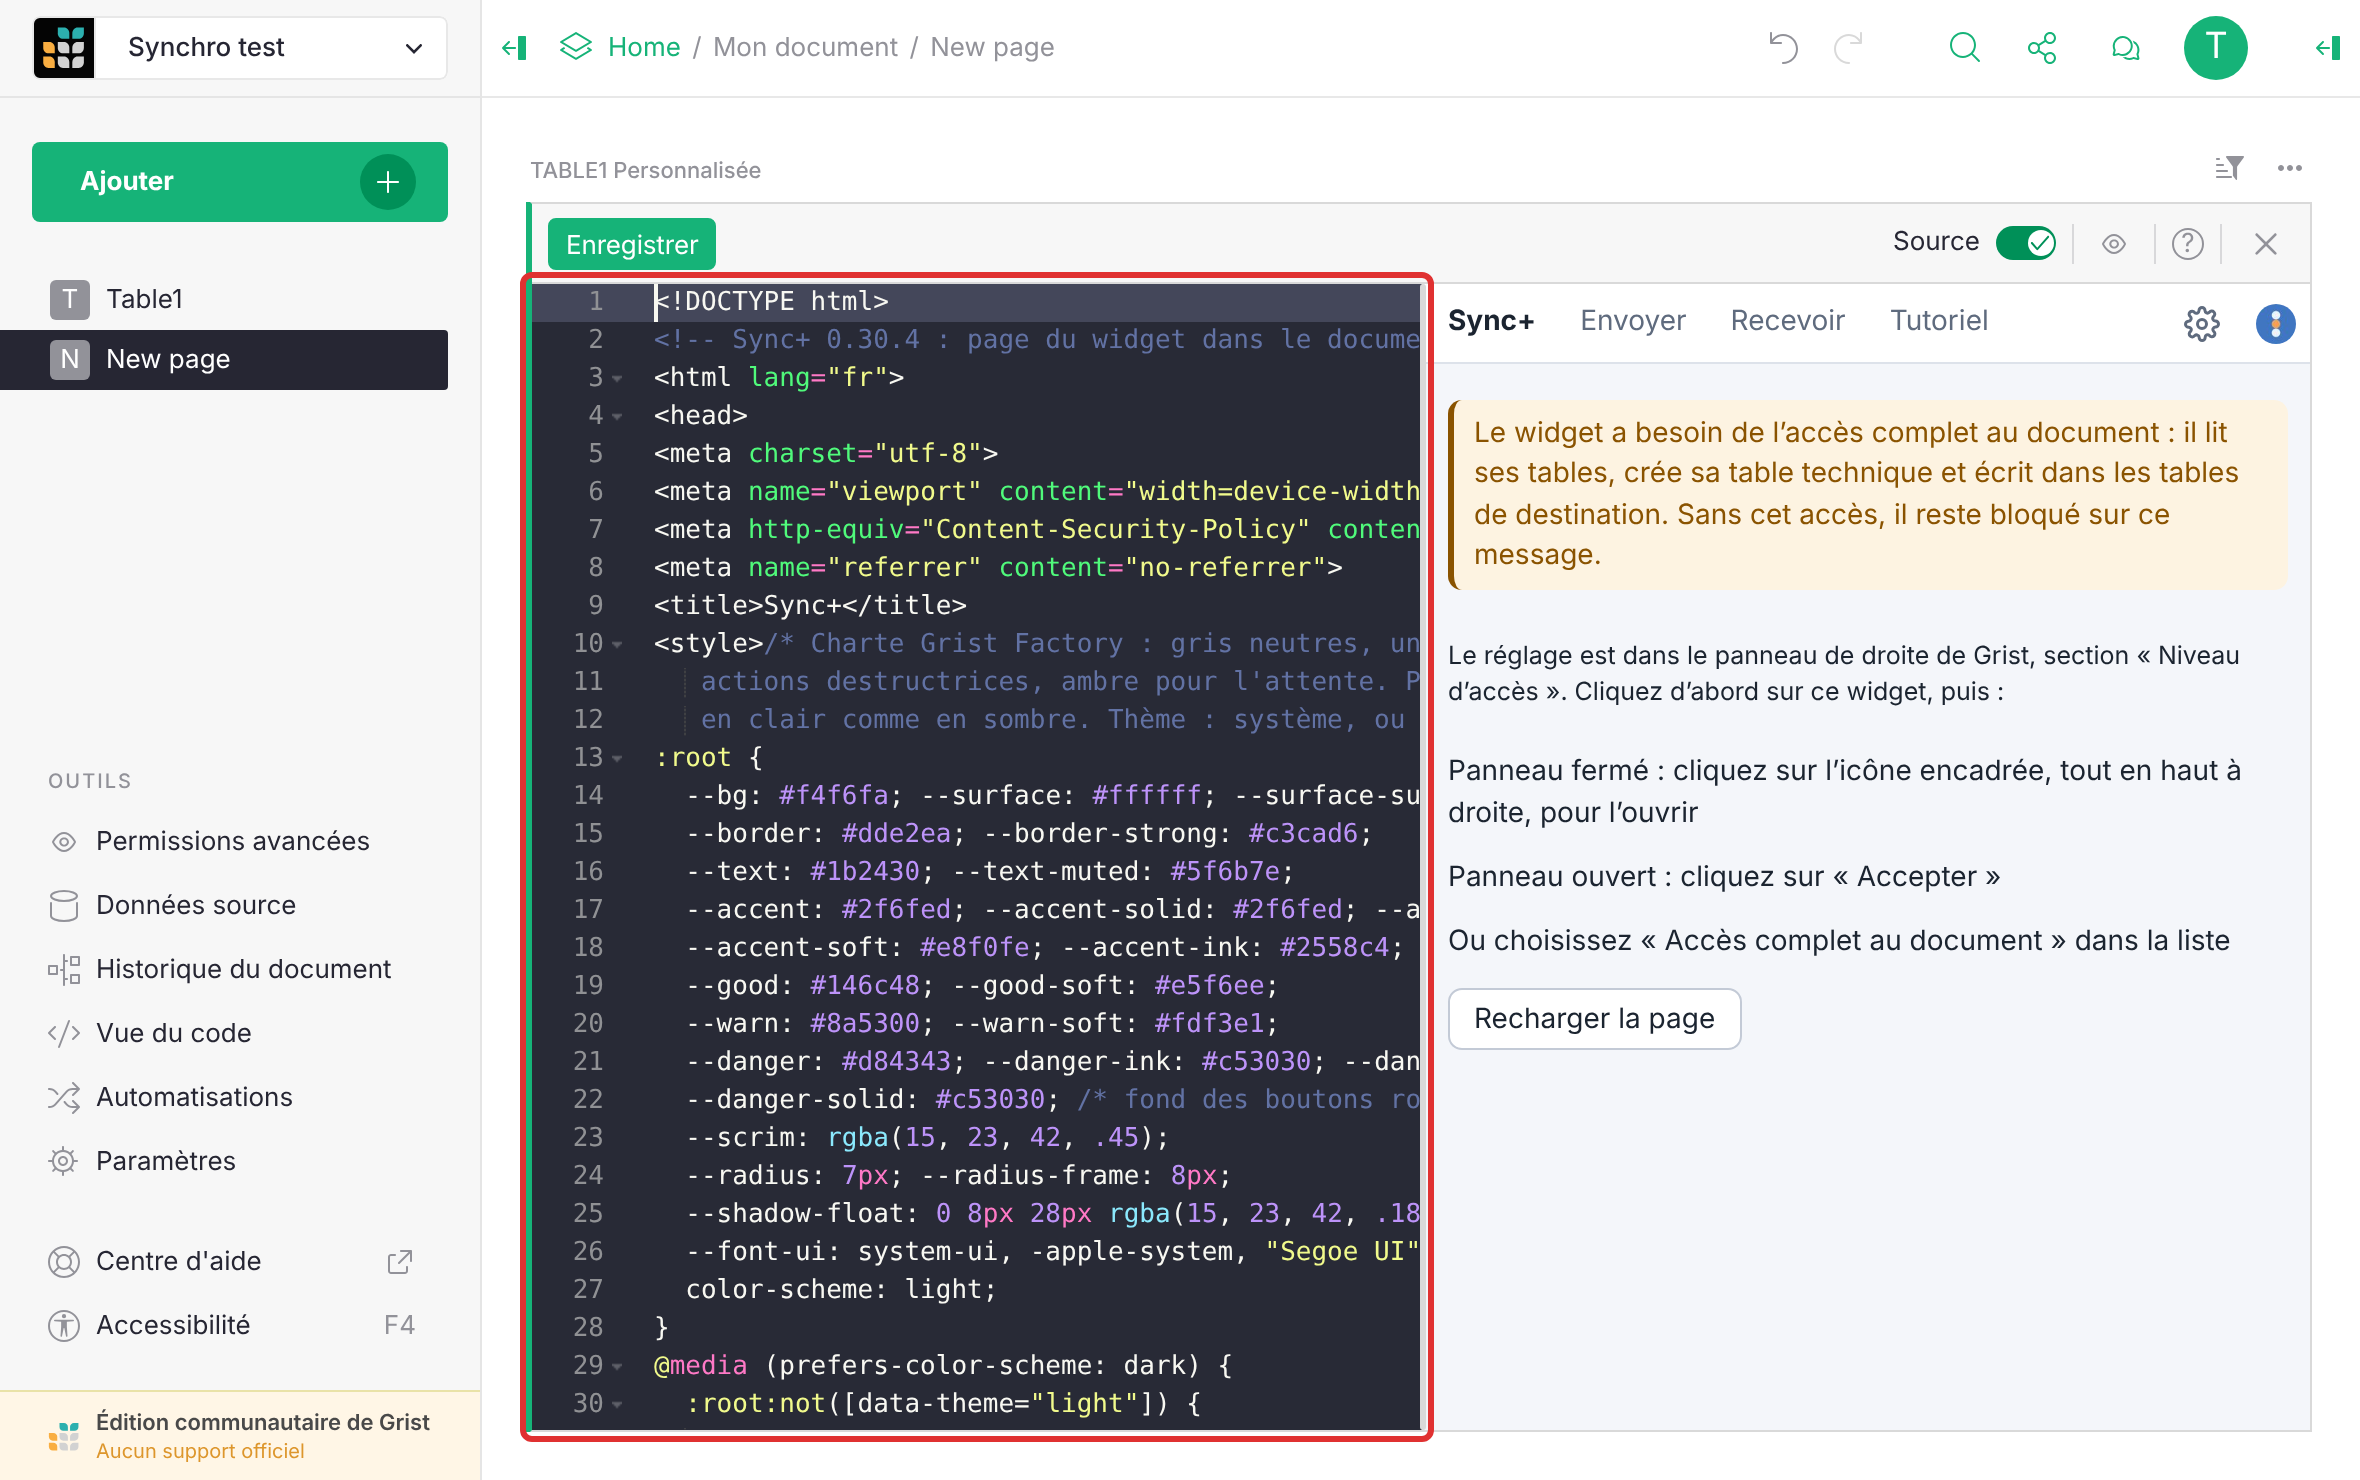 Synchro test
Home / Mon document / New page
T
Ajouter
T Table1
N New page
OUTILS
Permissions avancées
Données source
Historique du document
Vue du code
Automatisations
Paramètres
Centre d'aide
Accessibilité F4
Édition communautaire de Grist
Aucun support officiel
TABLE1 Personnalisée
Enregistrer
Source
1 <!DOCTYPE html>
2 <!-- Sync+ 0.30.4 : page du widget dans le docume
3 <html lang="fr">
4 <head>
5 <meta charset="utf-8">
6 <meta name="viewport" content="width=device-width
7 <meta http-equiv="Content-Security-Policy" conten
8 <meta name="referrer" content="no-referrer">
9 <title>Sync+</title>
10 <style>/* Charte Grist Factory : gris neutres, un
11 actions destructrices, ambre pour l'attente. P
12 en clair comme en sombre. Thème : système, ou
13 :root {
14 --bg: #f4f6fa; --surface: #ffffff; --surface-su
15 --border: #dde2ea; --border-strong: #c3cad6;
16 --text: #1b2430; --text-muted: #5f6b7e;
17 --accent: #2f6fed; --accent-solid: #2f6fed; --a
18 --accent-soft: #e8f0fe; --accent-ink: #2558c4;
19 --good: #146c48; --good-soft: #e5f6ee;
20 --warn: #8a5300; --warn-soft: #fdf3e1;
21 --danger: #d84343; --danger-ink: #c53030; --dan
22 --danger-solid: #c53030; /* fond des boutons ro
23 --scrim: rgba(15, 23, 42, .45);
24 --radius: 7px; --radius-frame: 8px;
25 --shadow-float: 0 8px 28px rgba(15, 23, 42, .18
26 --font-ui: system-ui, -apple-system, "Segoe UI"
27 color-scheme: light;
28 }
29 @media (prefers-color-scheme: dark) {
30 :root:not([data-theme="light"]) {
Sync+ Envoyer Recevoir Tutoriel
Le widget a besoin de l’accès complet au document : il lit
ses tables, crée sa table technique et écrit dans les tables
de destination. Sans cet accès, il reste bloqué sur ce
message.
Le réglage est dans le panneau de droite de Grist, section « Niveau
d’accès ». Cliquez d’abord sur ce widget, puis :
Panneau fermé : cliquez sur l’icône encadrée, tout en haut à
droite, pour l’ouvrir
Panneau ouvert : cliquez sur « Accepter »
Ou choisissez « Accès complet au document » dans la liste
Recharger la page